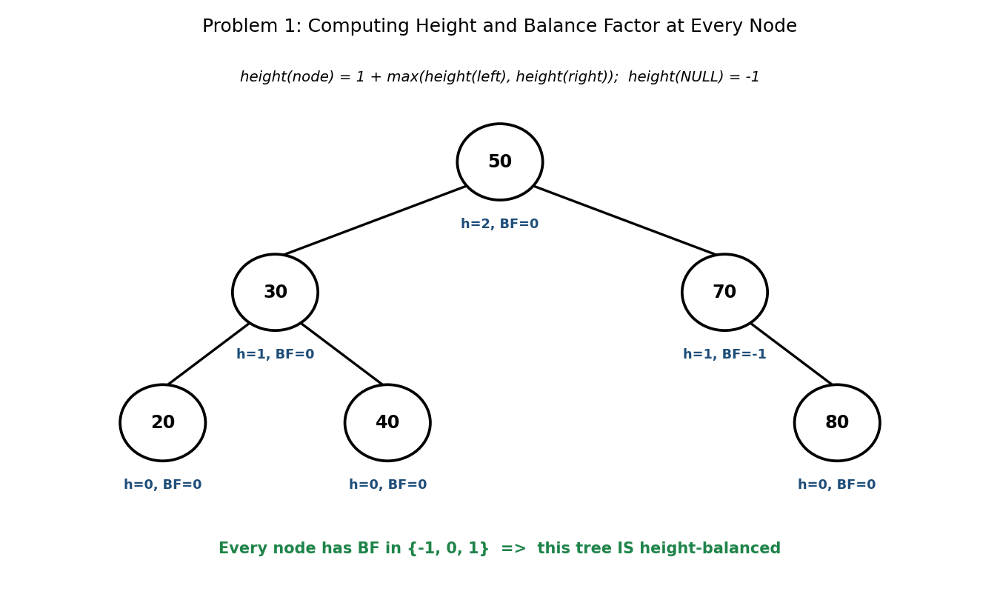 Problem 1: Computing Height and Balance Factor at Every Node
height(node) = 1 + max(height(left), height(right));  height(NULL) = -1
50
h=2, BF=0
30
70
h=1, BF=0
h=1, BF=-1
20
40
80
h=0, BF=0
h=0, BF=0
h=0, BF=0
Every node has BF in {-1, 0, 1}  =>  this tree IS height-balanced